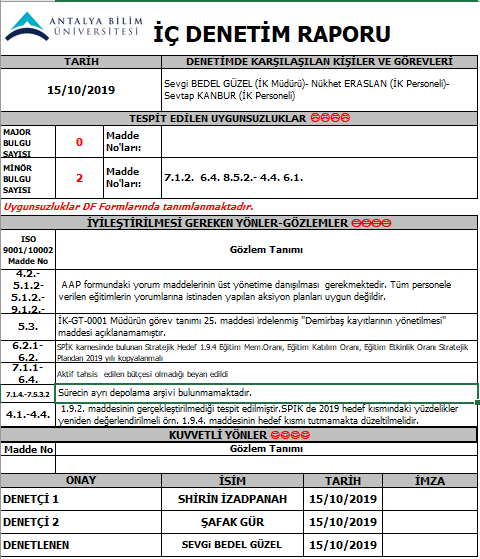 ANTALYA BİLİM
ÜNİVERSİTESİ
İÇ DENETİM RAPORU
TARİH
DENETİMDE KARŞILAŞILAN KİŞİLER VE GÖREVLERİ
15/10/2019
Sevgi BEDEL GÜZEL (İK Müdürü)- Nükhet ERASLAN (İK Personeli)-
Sevtap KANBUR (İK Personeli)
TESPİT EDİLEN UYGUNSUZLUKLAR ☹☹☹☹
MAJOR
BULGU
SAYISI
0
Madde
No'ları:
MİNÖR
BULGU
SAYISI
2
Madde
No'ları:
7.1.2. 6.4. 8.5.2.- 4.4. 6.1.
Uygunsuzluklar DF Formlarında tanımlanmaktadır.
İYİLEŞTİRİLMESİ GEREKEN YÖNLER-GÖZLEMLER ☹☹☹☹
ISO
9001/10002
Madde No
Gözlem Tanımı
4.2.-
5.1.2-
5.1.2.-
9.1.2.-
AAP formundaki yorum maddelerinin üst yönetime danışılması gerekmektedir. Tüm personele
verilen eğitimlerin yorumlarına istinaden yapılan aksiyon planları uygun değildir.
5.3.
İK-GT-0001 Müdürün görev tanımı 25. maddesi irdelenmiş "Demirbaş kayıtlarının yönetilmesi"
maddesi açıklanamamıştır.
6.2.1-
6.2.
SPİK karnesinde bulunan Stratejik Hedef 1.9.4 Eğitim Mem.Oranı, Eğitim Katılım Oranı, Eğitim Etkinlik Oranı Stratejik
Plandan 2019 yılı kopyalanmalı
7.1.1-
6.4.
Aktif tahsis edilen bütçesi olmadığı beyan edildi
7.1.4.-7.5.3.2
Sürecin ayrı depolama arşivi bulunmamaktadır.
4.1.-4.4.
1.9.2. maddesinin gerçekleştirilmediği tespit edilmiştir.SPIK de 2019 hedef kısmındaki yüzdelikler
yeniden değerlendirilmeli örn. 1.9.4. maddesinin hedef kısmı tutmamakta düzeltilmelidir.
KUVVETLİ YÖNLER ☺☺☺☺
Madde No
Gözlem Tanımı
ONAY
İSİM
TARİH
İMZA
DENETÇİ 1
SHİRİN İZADPANAH
15/10/2019
DENETÇİ 2
ŞAFAK GÜR
15/10/2019
DENETLENEN
SEVGi BEDEL GÜZEL
15/10/2019